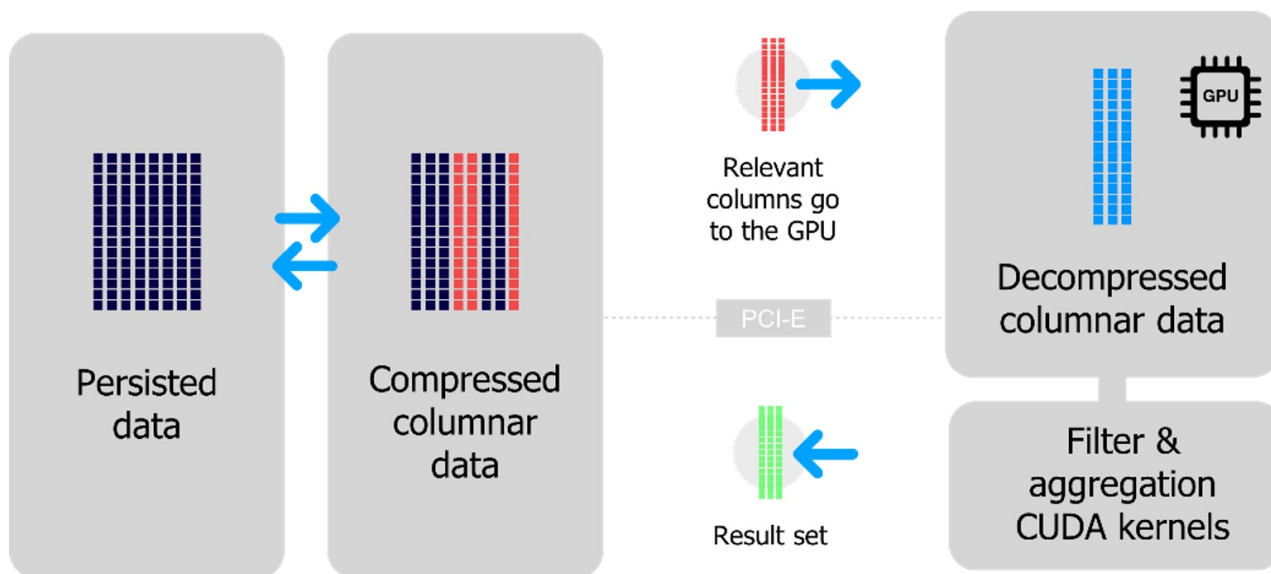 Persisted
data
Compressed
columnar
data
Relevant
columns go
to the GPU
PCI-E
Result set
GPU
Decompressed
columnar data
Filter &
aggregation
CUDA kernels